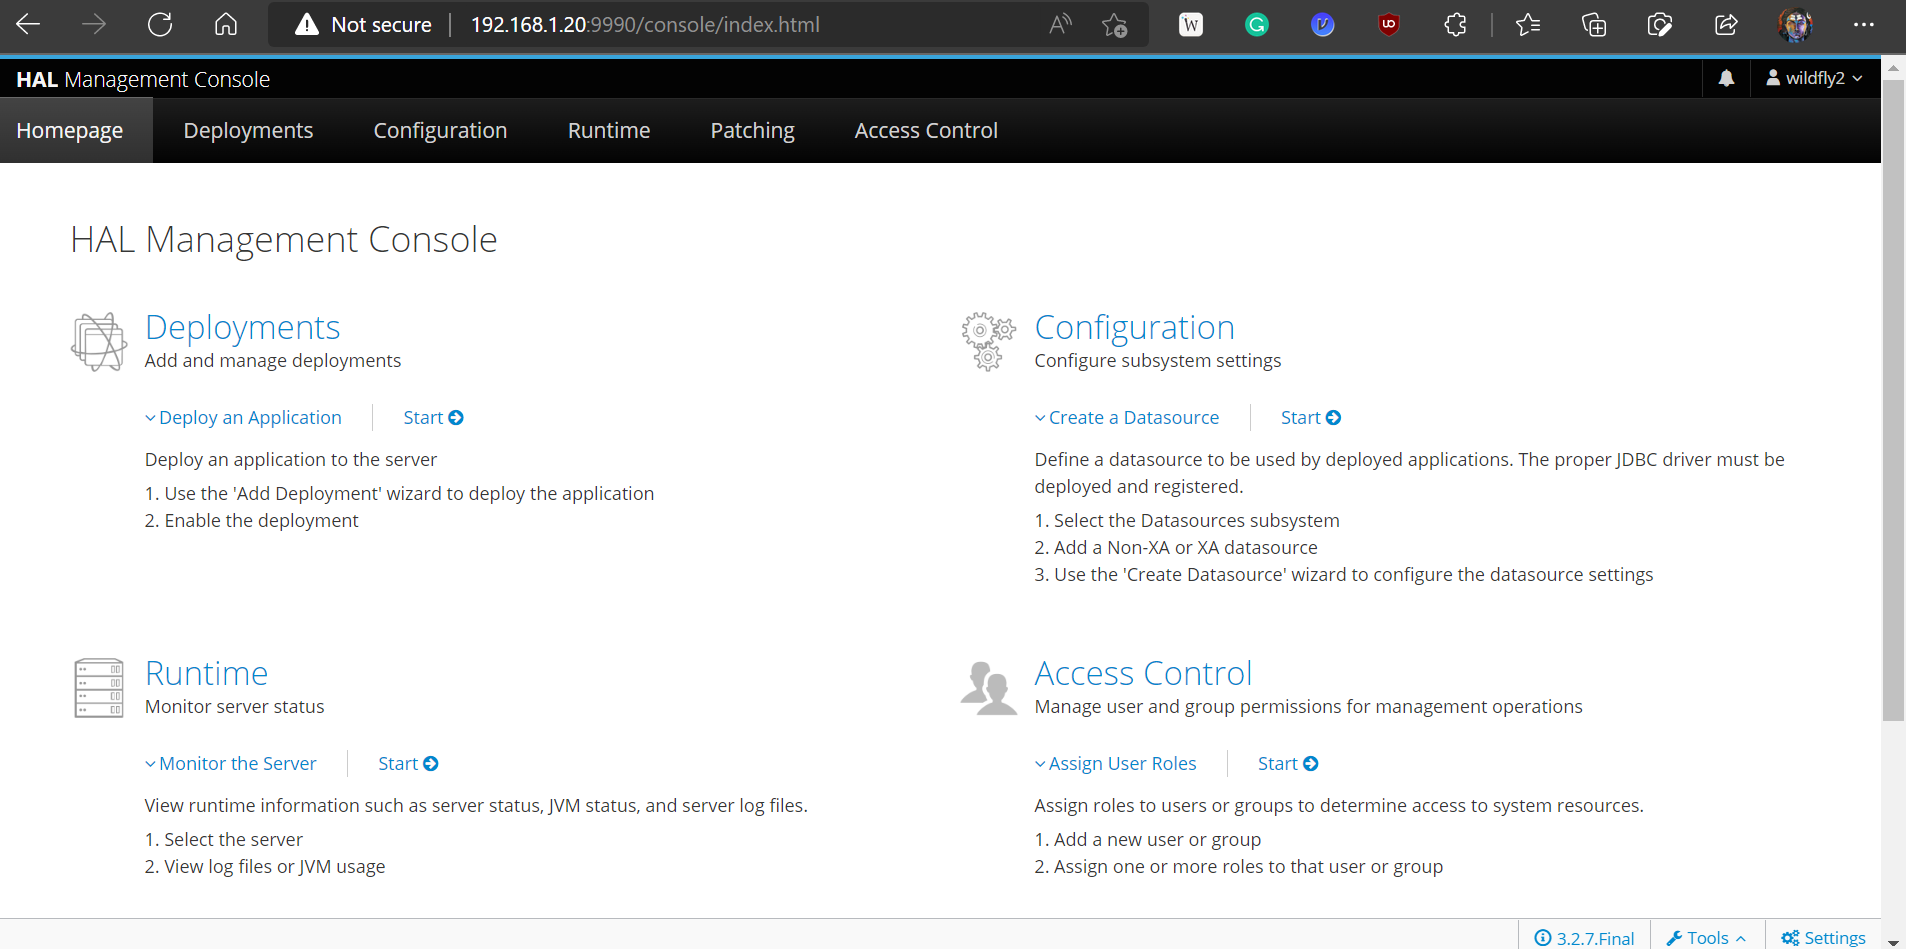 Not secure | 192.168.1.20:9990/console/index.html
HAL Management Console
wildfly2
Homepage Deployments Configuration Runtime Patching Access Control
HAL Management Console
Deployments
Add and manage deployments
Deploy an Application Start
Deploy an application to the server
1. Use the 'Add Deployment' wizard to deploy the application
2. Enable the deployment
Configuration
Configure subsystem settings
Create a Datasource Start
Define a datasource to be used by deployed applications. The proper JDBC driver must be
deployed and registered.
1. Select the Datasources subsystem
2. Add a Non-XA or XA datasource
3. Use the 'Create Datasource' wizard to configure the datasource settings
Runtime
Monitor server status
Monitor the Server Start
View runtime information such as server status, JVM status, and server log files.
1. Select the server
2. View log files or JVM usage
Access Control
Manage user and group permissions for management operations
Assign User Roles Start
Assign roles to users or groups to determine access to system resources.
1. Add a new user or group
2. Assign one or more roles to that user or group
3.2.7.Final Tools Settings